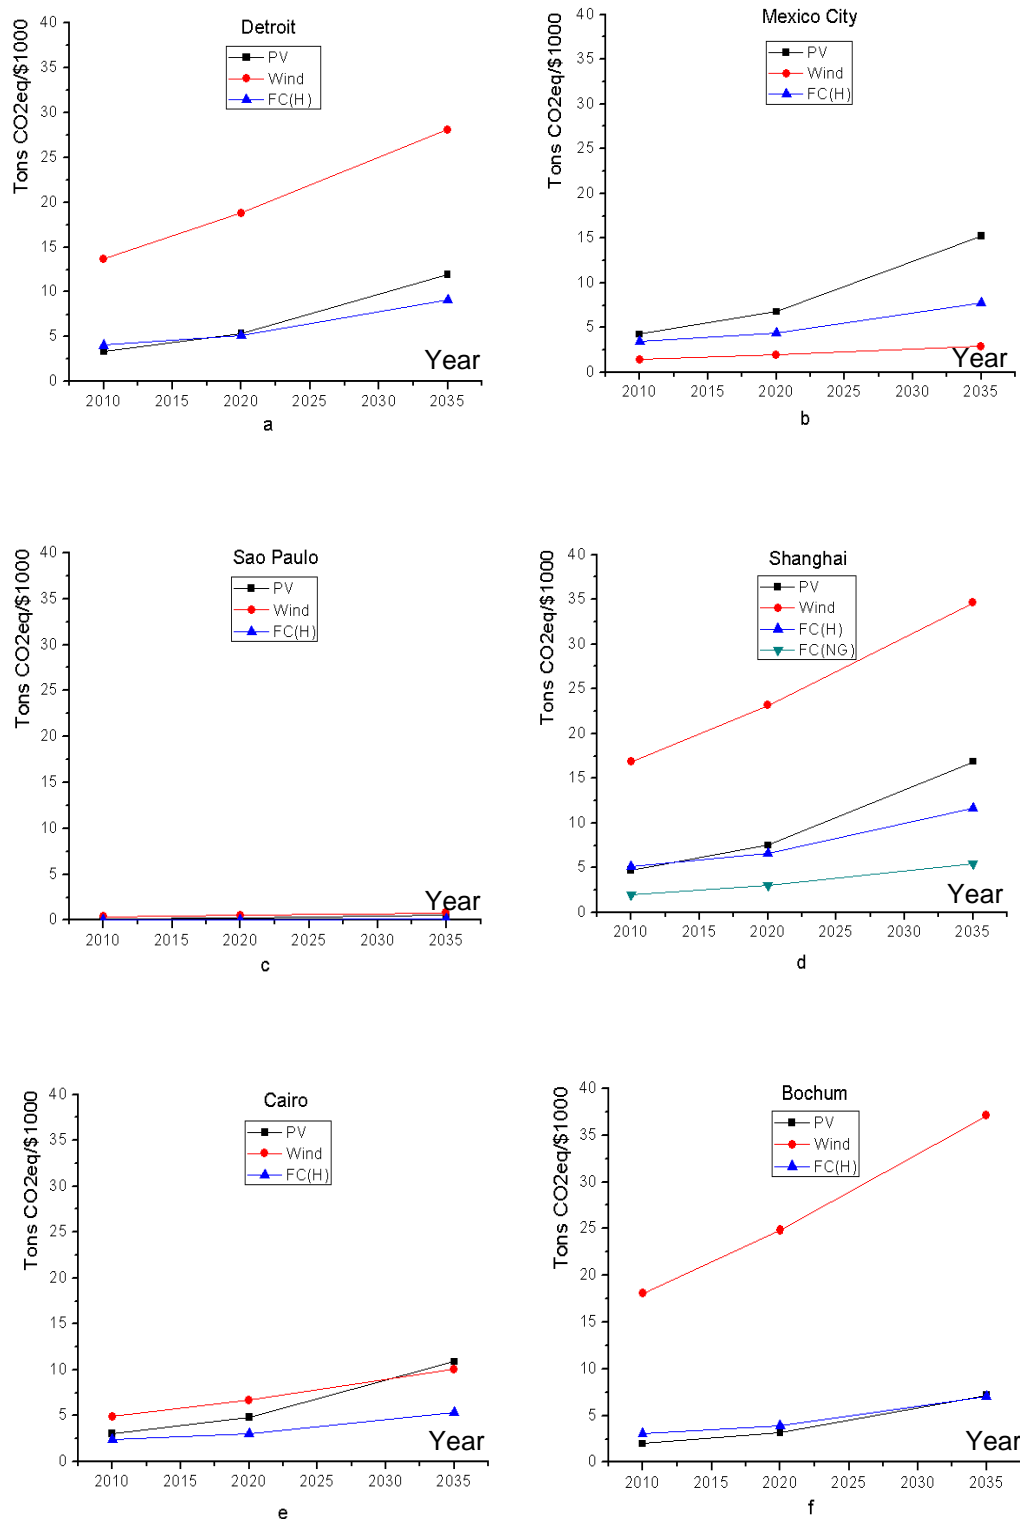 Detroit
PV
Wind
FC(H)
Tons CO2eq/$1000
40
35
30
25
20
15
10
5
0
Year
2010 2015 2020 2025 2030 2035
a
Mexico City
PV
Wind
FC(H)
Tons CO2eq/$1000
40
35
30
25
20
15
10
5
0
Year
2010 2015 2020 2025 2030 2035
b
Sao Paulo
PV
Wind
FC(H)
Tons CO2eq/$1000
40
35
30
25
20
15
10
5
0
Year
2010 2015 2020 2025 2030 2035
c
Shanghai
PV
Wind
FC(H)
FC(NG)
Tons CO2eq/$1000
40
35
30
25
20
15
10
5
0
Year
2010 2015 2020 2025 2030 2035
d
Cairo
PV
Wind
FC(H)
Tons CO2eq/$1000
40
35
30
25
20
15
10
5
0
Year
2010 2015 2020 2025 2030 2035
e
Bochum
PV
Wind
FC(H)
Tons CO2eq/$1000
40
35
30
25
20
15
10
5
0
Year
2010 2015 2020 2025 2030 2035
f